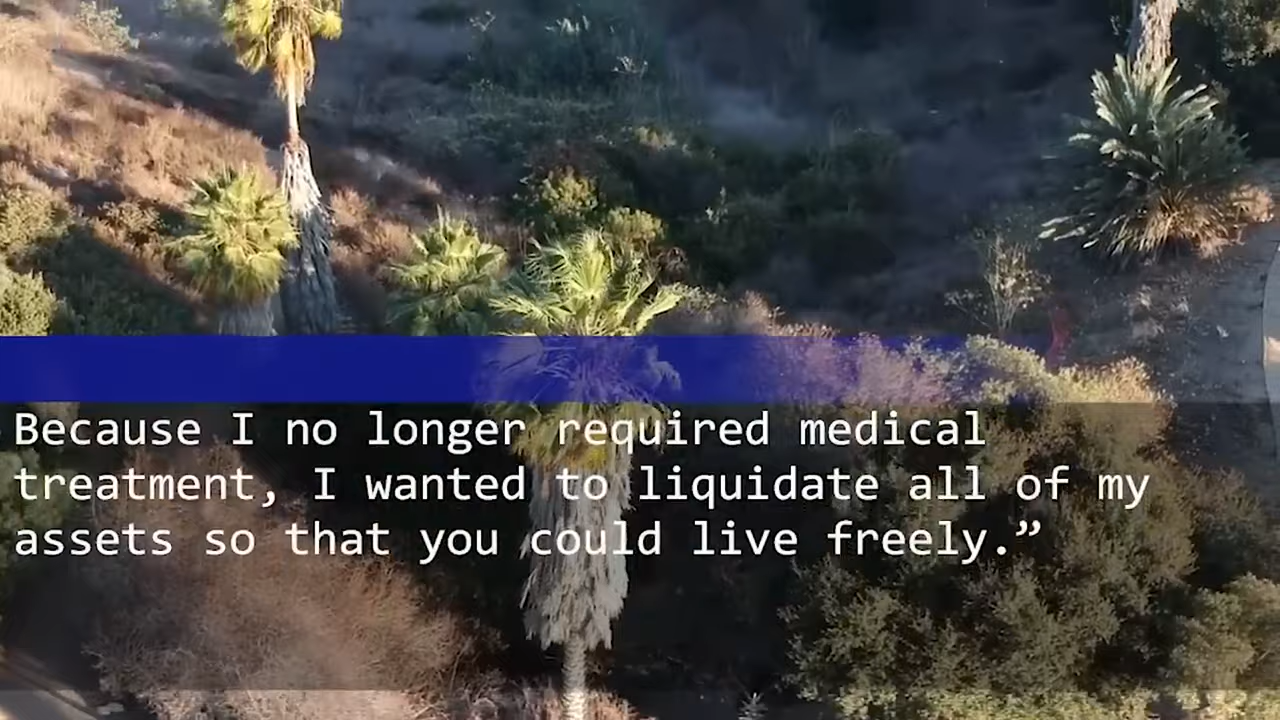 Because I no longer required medical
treatment, I wanted to liquidate all of my
assets so that you could live freely.”